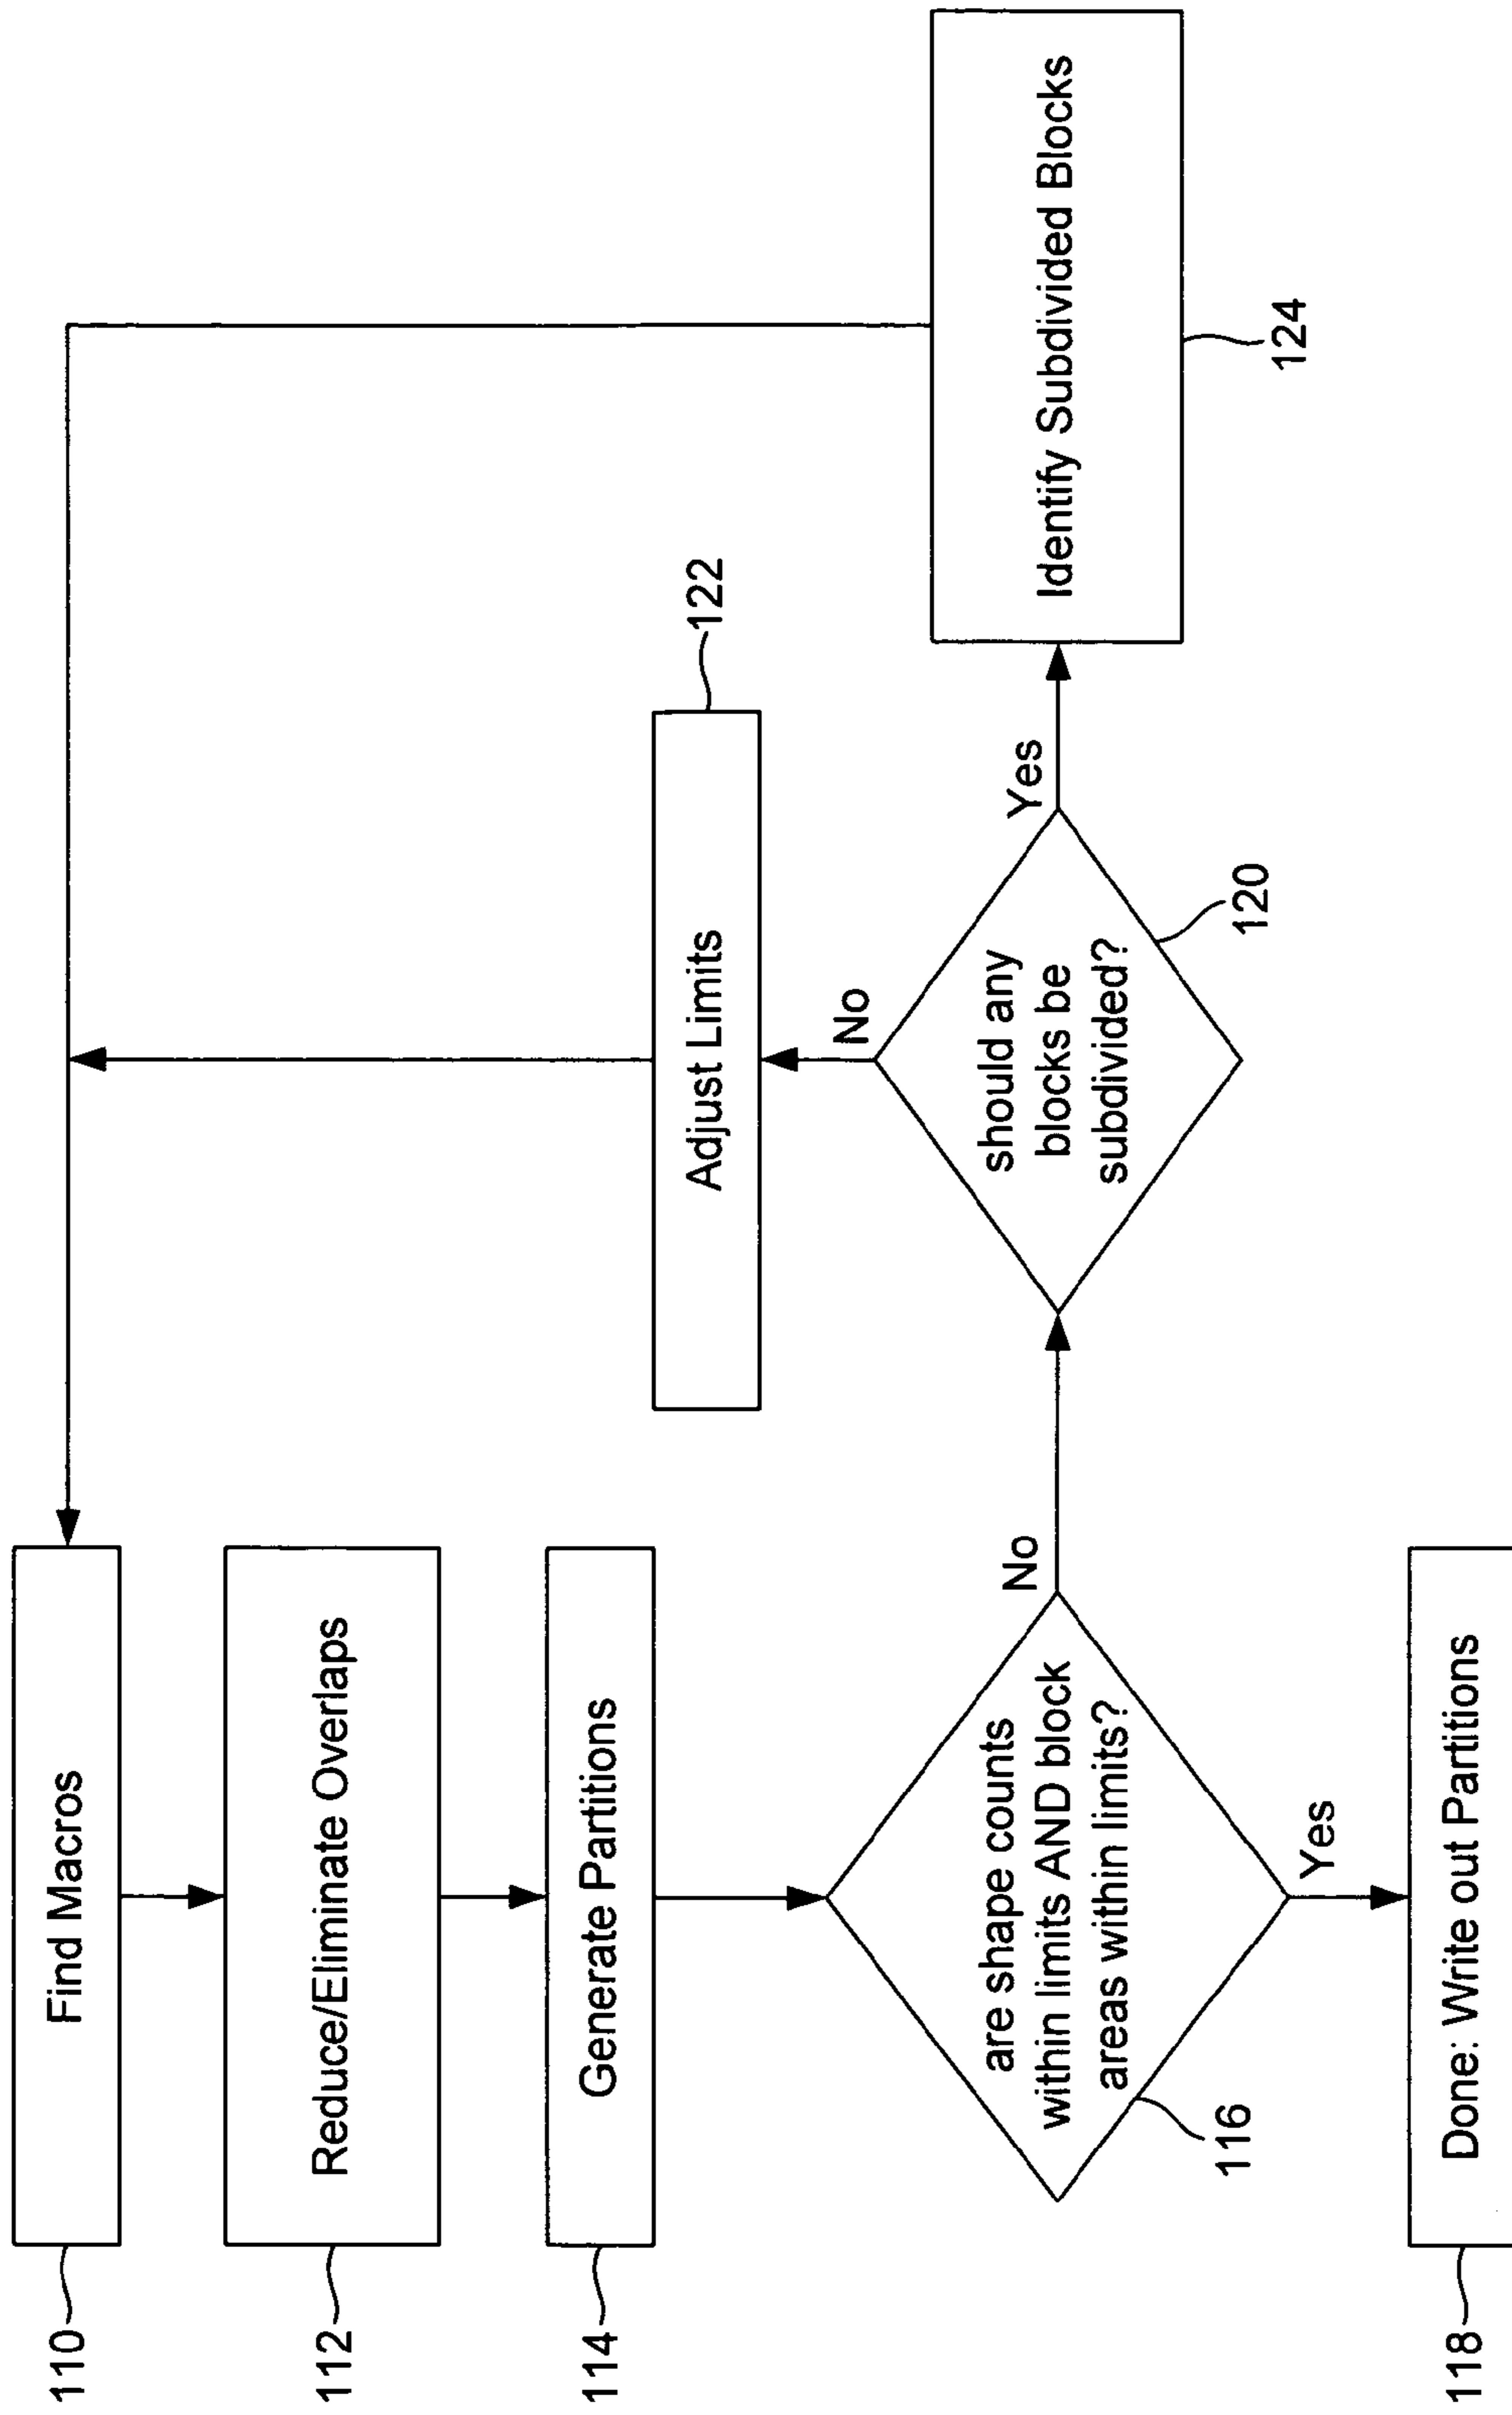 110
Find Macros
112
Reduce/Eliminate Overlaps
114
Generate Partitions
are shape counts
within limits AND block
areas within limits?
116
No
Yes
118
Done: Write out Partitions
should any
blocks be
subdivided?
120
No
Yes
Adjust Limits
122
Identify Subdivided Blocks
124